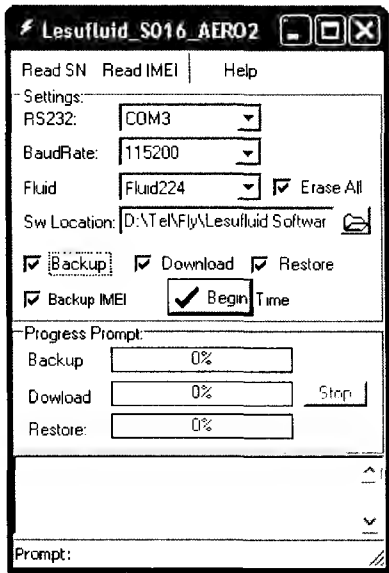 Lesufluid_S016_AERO2
Read SN Read IMEI Help
Settings:
RS232: COM3
BaudRate: 115200
Fluid Fluid224 Erase All
Sw Location: D:\Tel\Fly\Lesufluid Softwar
Backup Download Restore
Backup IMEI Begin Time
Progress Prompt:
Backup 0%
Dowload 0% Stop
Restore: 0%
Prompt: